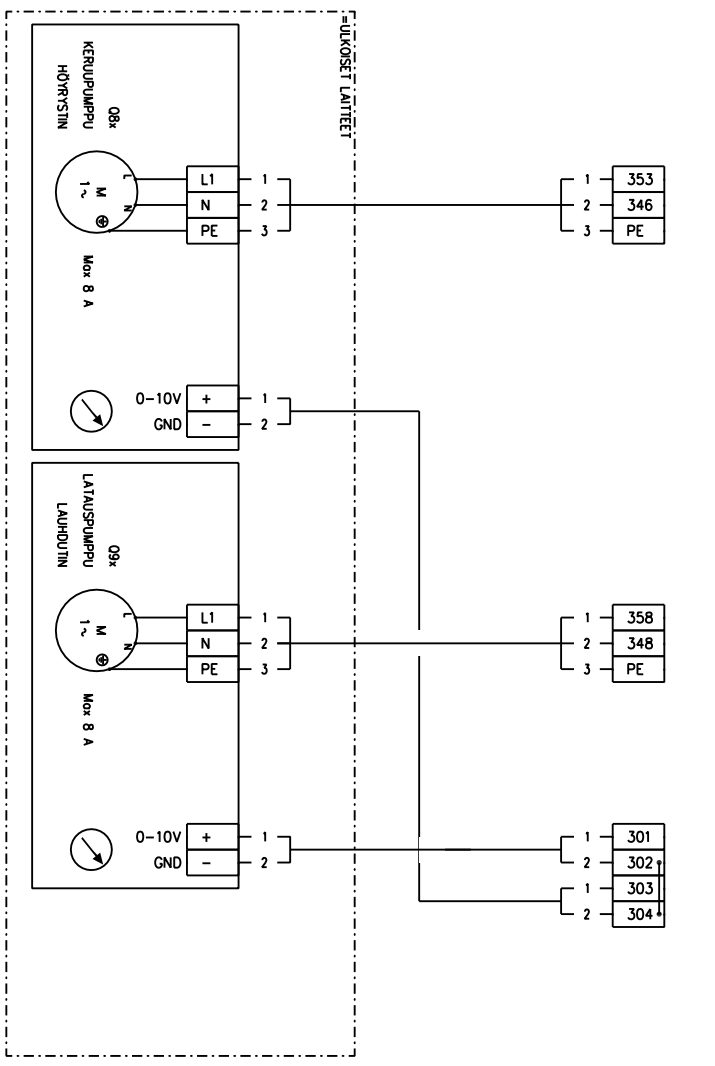 =ULKOISET LAITTEET
Q8x
KERUUPUMPPU
HÖYRYSTIN
L
N
M
1~
Max 8 A
L1 1
N 2
PE 3
1 353
2 346
3 PE
0-10V + 1
GND - 2
Q9x
LATAUSPUMPPU
LAUHDUTIN
L
N
M
1~
Max 8 A
L1 1
N 2
PE 3
1 358
2 348
3 PE
0-10V + 1
GND - 2
1 301
2 302
1 303
2 304